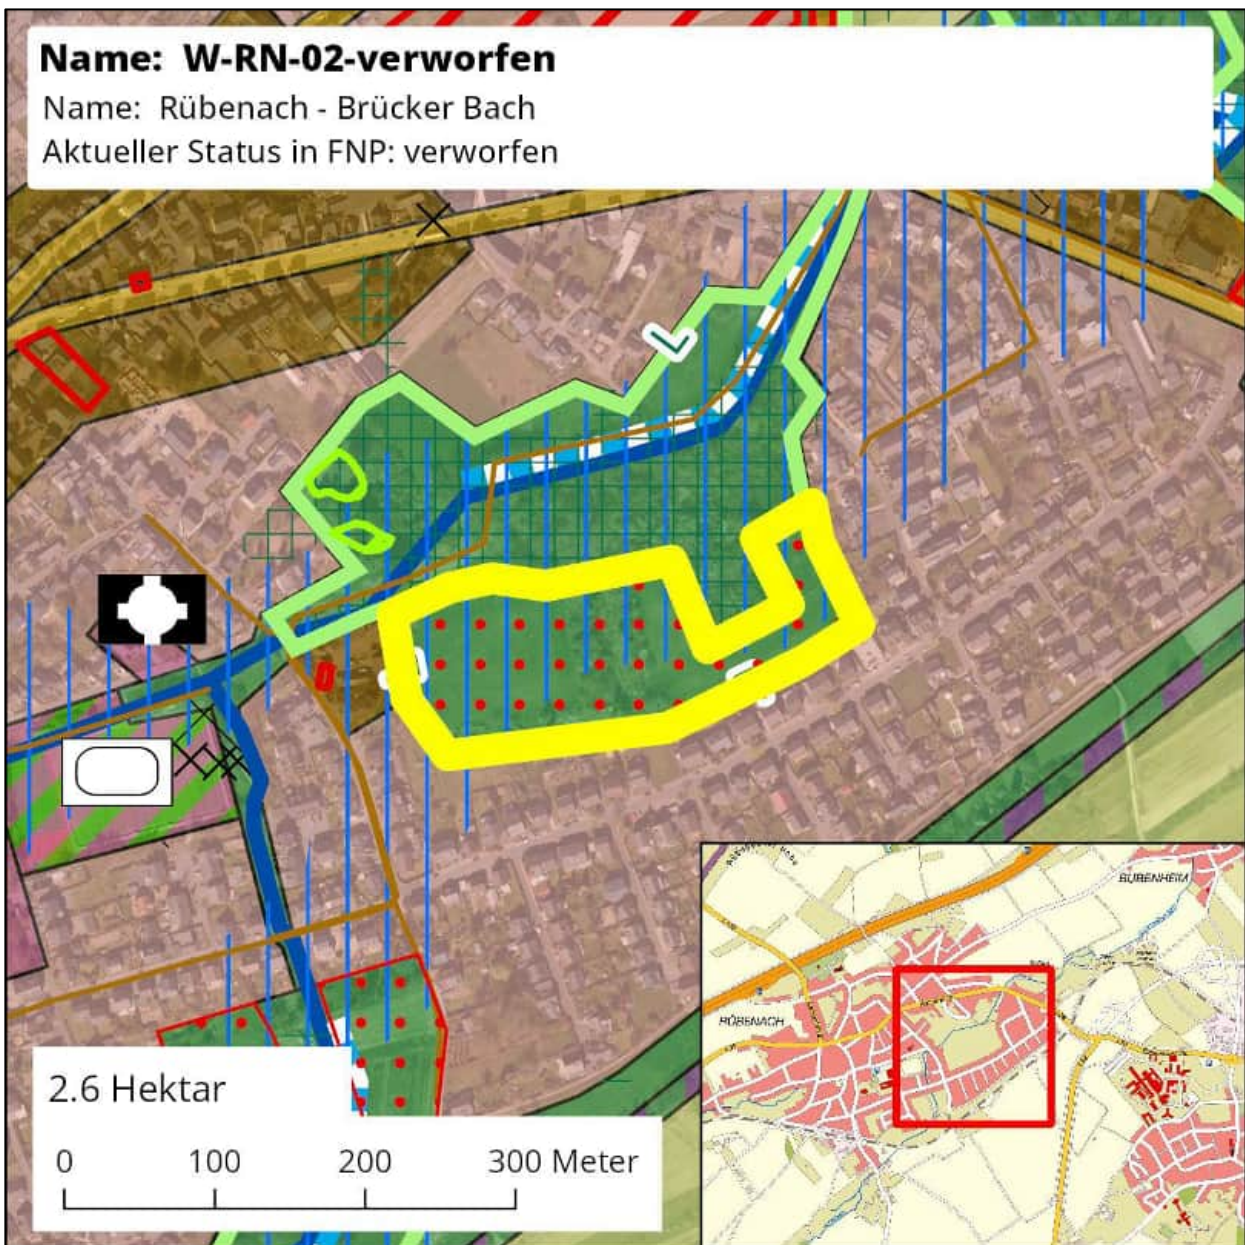 Name: W-RN-02-verworfen
Name: Rübenach - Brücker Bach
Aktueller Status in FNP: verworfen
BUBENHEIM
RÜBENACH
2.6 Hektar
0 100 200 300 Meter